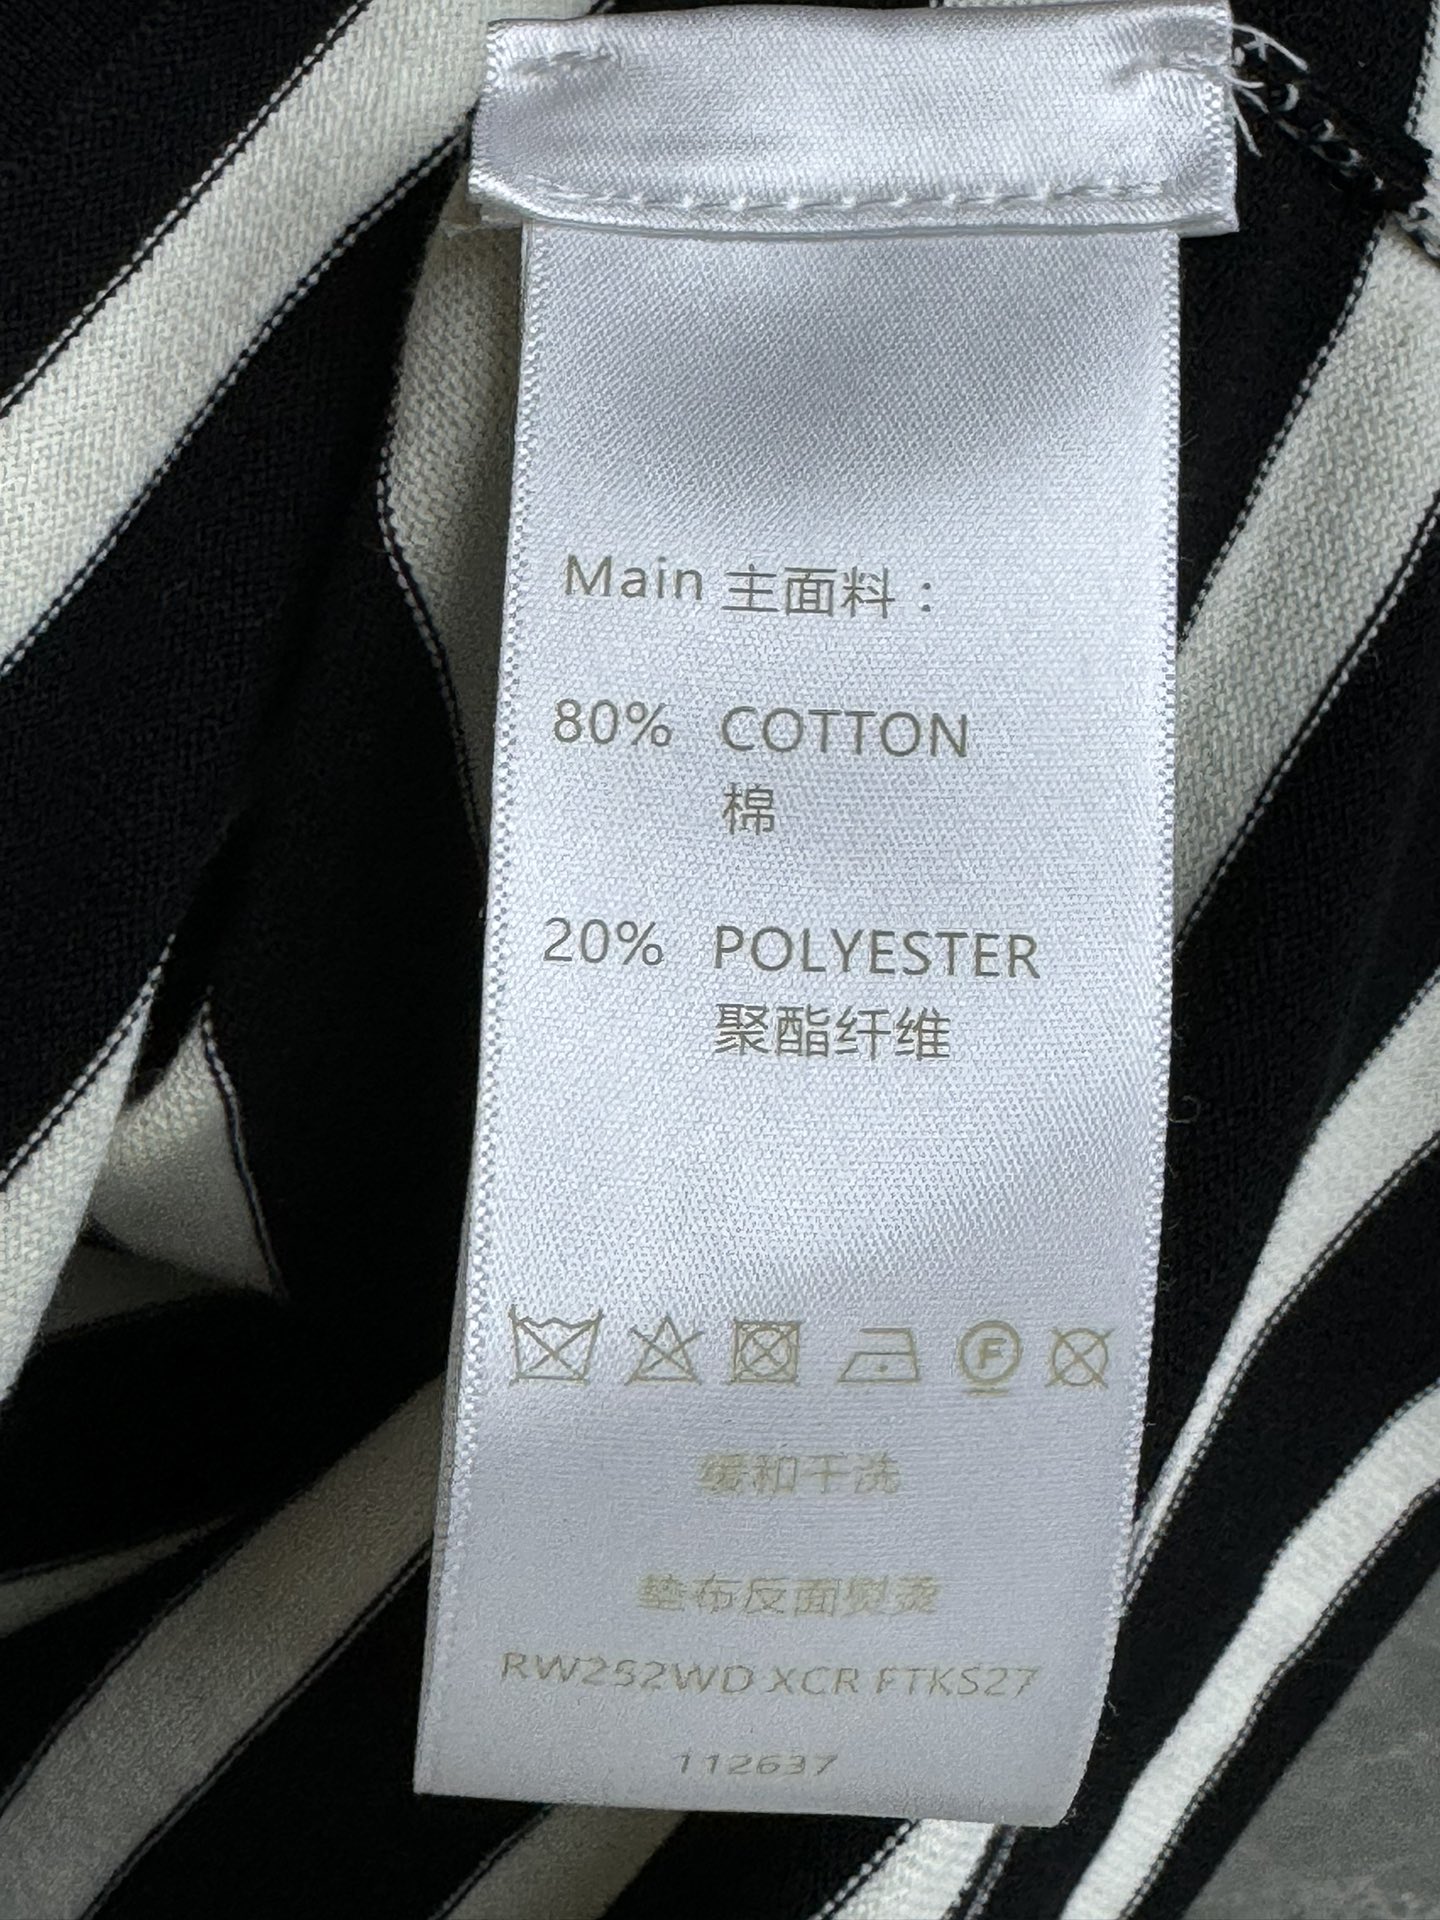 Main 主面料：
80% COTTON
棉
20% POLYESTER
聚酯纤维
F
缓和干洗
垫布反面熨烫
RW252WD XCR FTKS27
112637